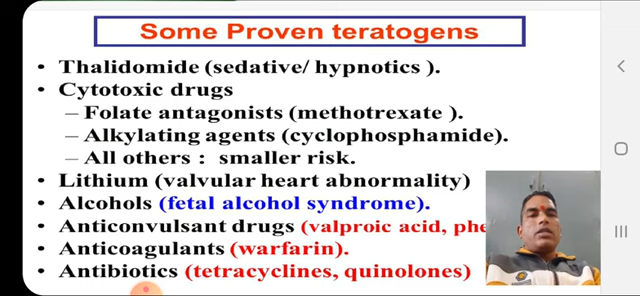 Some Proven teratogens
• Thalidomide (sedative/ hypnotics ).
• Cytotoxic drugs
– Folate antagonists (methotrexate ).
– Alkylating agents (cyclophosphamide).
– All others : smaller risk.
• Lithium (valvular heart abnormality)
• Alcohols (fetal alcohol syndrome).
• Anticonvulsant drugs (valproic acid, phe
• Anticoagulants (warfarin).
• Antibiotics (tetracyclines, quinolones)